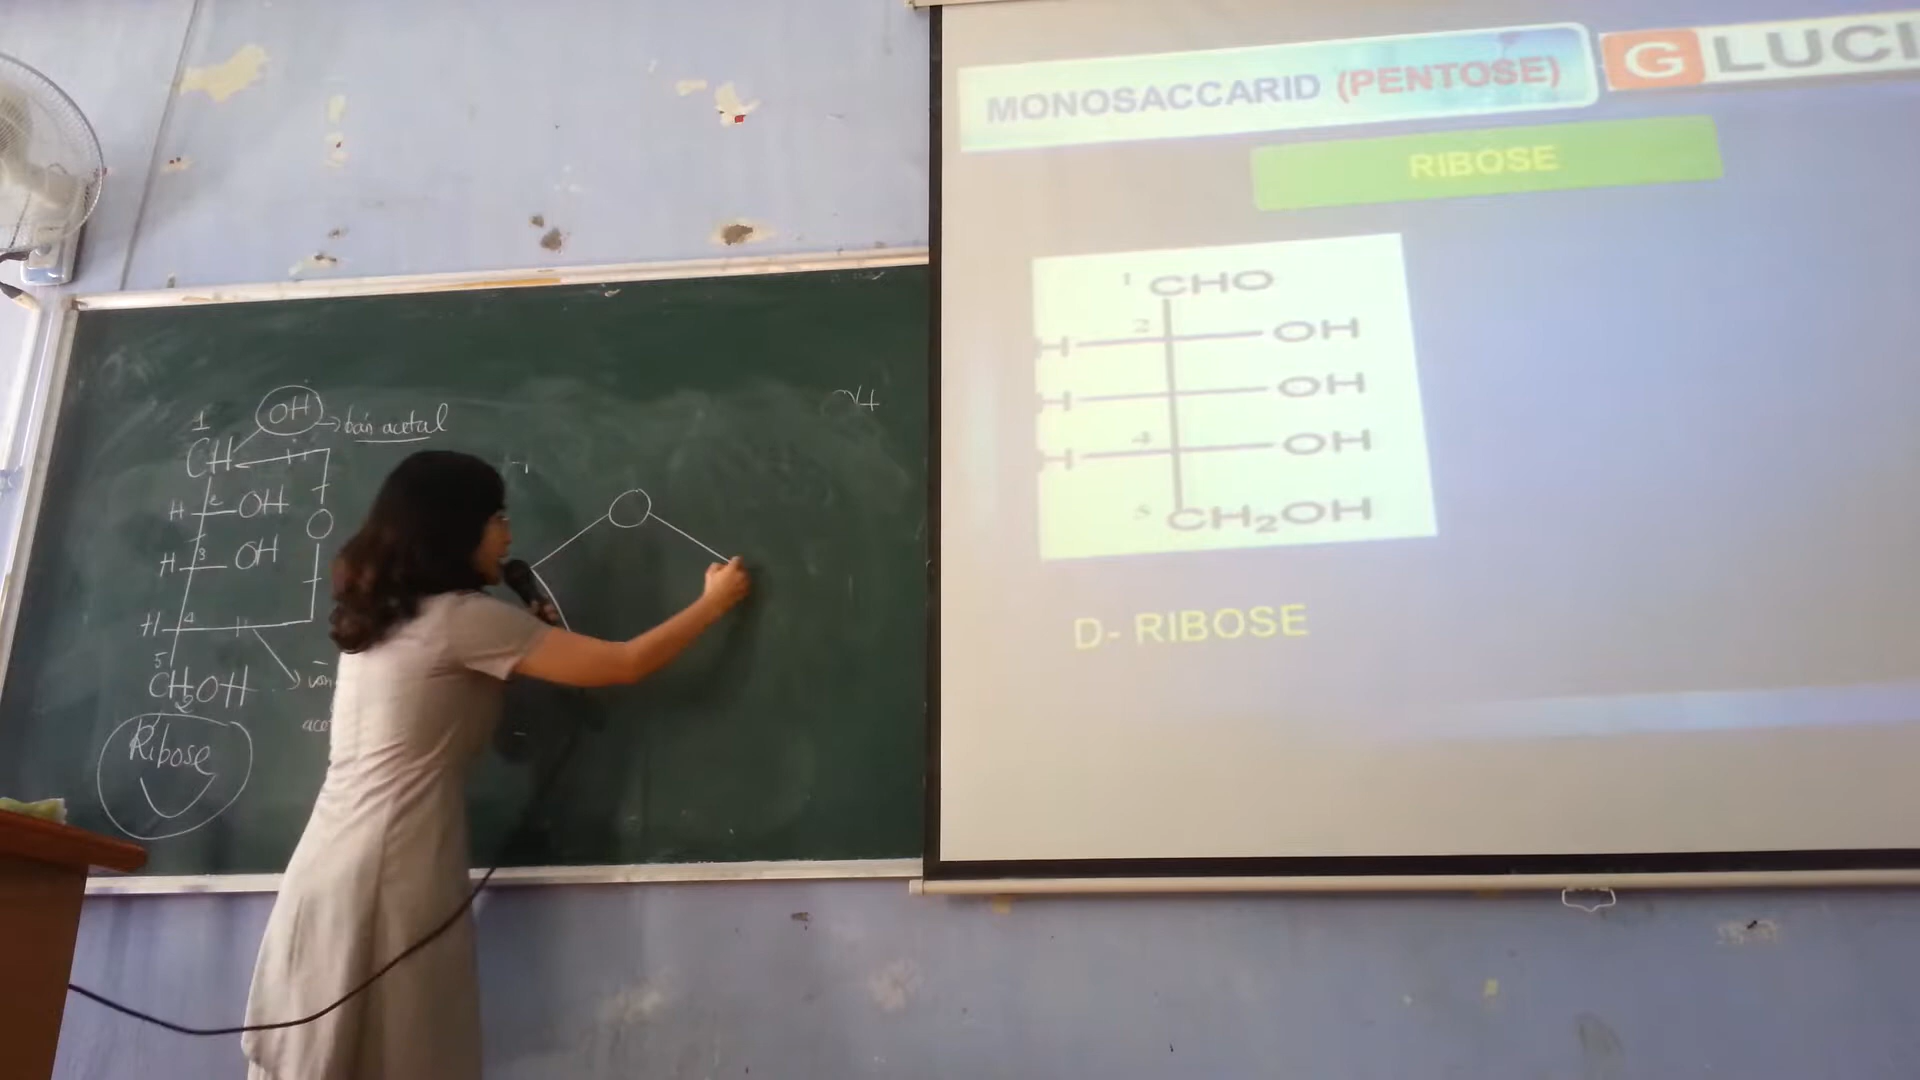 1
OH → bán acetal
CH
H 2 OH
O
H 3 OH
H 4
5
CH2OH
Ribose
MONOSACCARID (PENTOSE)
GLUCI
RIBOSE
1 CHO
H 2 OH
H OH
H 4 OH
5 CH2OH
D- RIBOSE